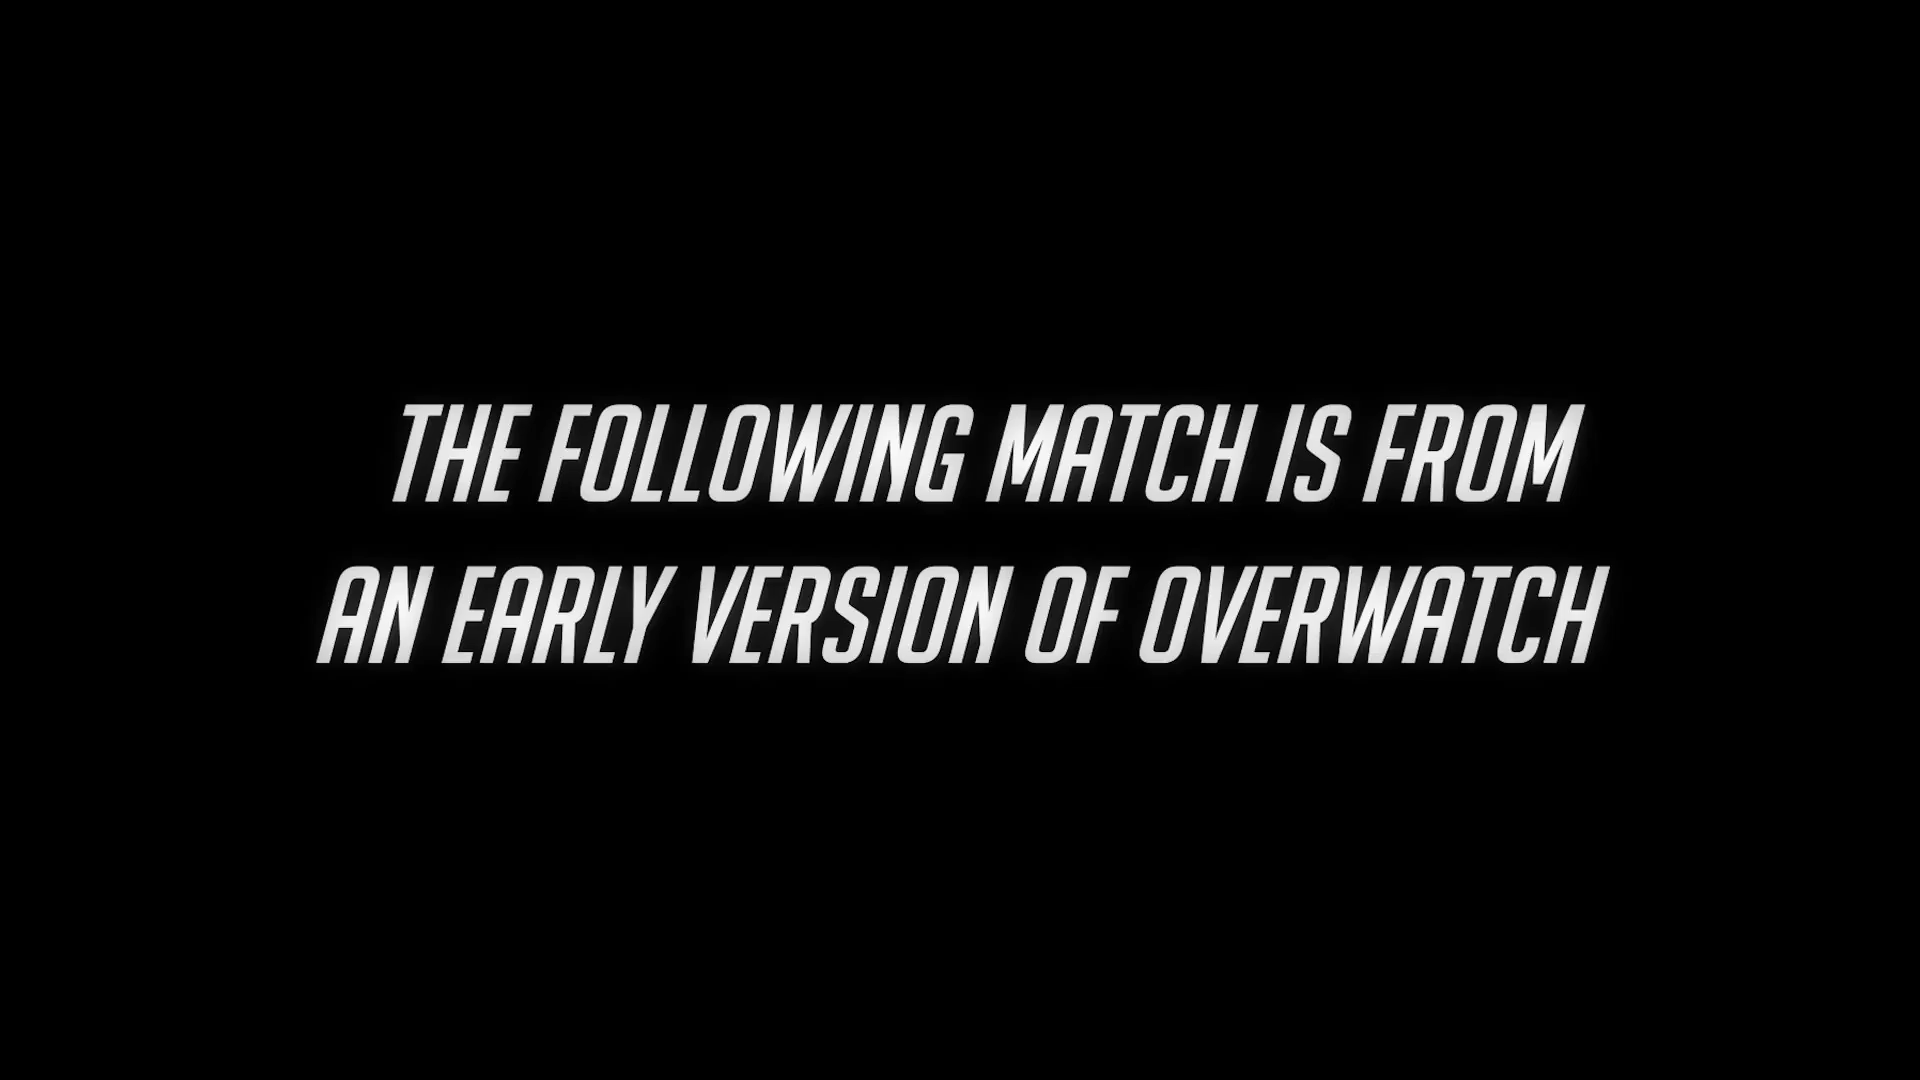 THE FOLLOWING MATCH IS FROM
AN EARLY VERSION OF OVERWATCH